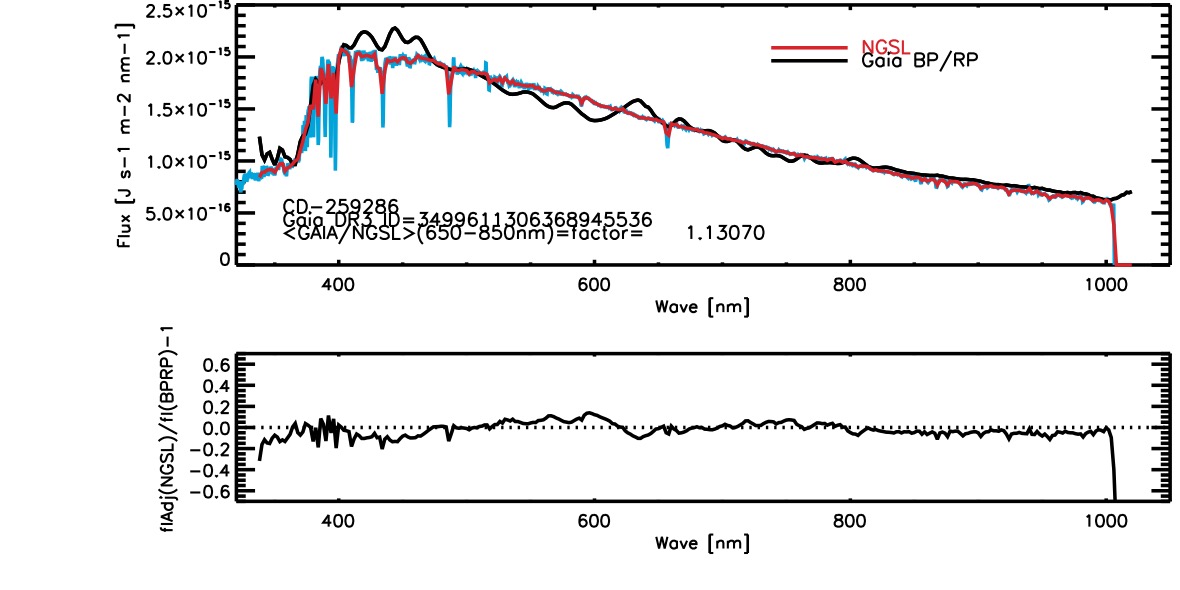 2.5×10−15
2.0×10−15
1.5×10−15
1.0×10−15
5.0×10−16
0
Flux [J s−1 m−2 nm−1]
NGSL
Gaia BP/RP
CD−259286
Gaia DR3 ID=3499611306368945536
<GAIA/NGSL>(650−850nm)=factor= 1.13070
400 600 800 1000
Wave [nm]
flAdj(NGSL)/fl(BPRP)−1
0.6
0.4
0.2
0.0
−0.2
−0.4
−0.6
400 600 800 1000
Wave [nm]